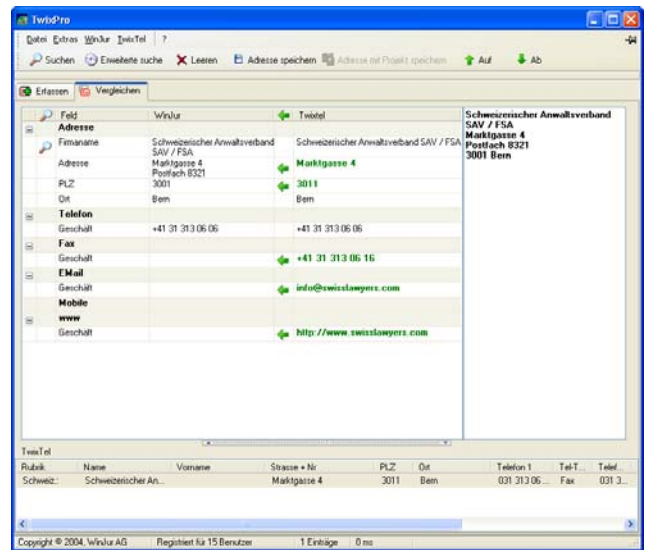 TwixPro
Datei Extras WinJur TwixTel ?
Suchen Erweiterte suche Leeren Adresse speichern Adresse mit Projekt speichern Auf Ab
Erfassen Vergleichen
Feld WinJur Twixtel
Adresse
Firmaname Schweizerischer Anwaltsverband SAV / FSA Schweizerischer Anwaltsverband SAV / FSA
Adresse Marktgasse 4 Postfach 8321 Marktgasse 4
PLZ 3001 3011
Ort Bern Bern
Telefon
Geschäft +41 31 313 06 06 +41 31 313 06 06
Fax
Geschäft +41 31 313 06 16
EMail
Geschäft info@swisslawyers.com
Mobile
www
Geschäft http://www.swisslawyers.com
Schweizerischer Anwaltsverband
SAV / FSA
Marktgasse 4
Postfach 8321
3001 Bern
TwixTel
Rubrik Name Vorname Strasse + Nr PLZ Ort Telefon 1 Tel-T... Telef...
Schweiz.: Schweizerischer An... Marktgasse 4 3011 Bern 031 313 06 ... Fax 031 3...
Copyright © 2004, WinJur AG Registriert für 15 Benutzer 1 Einträge 0 ms